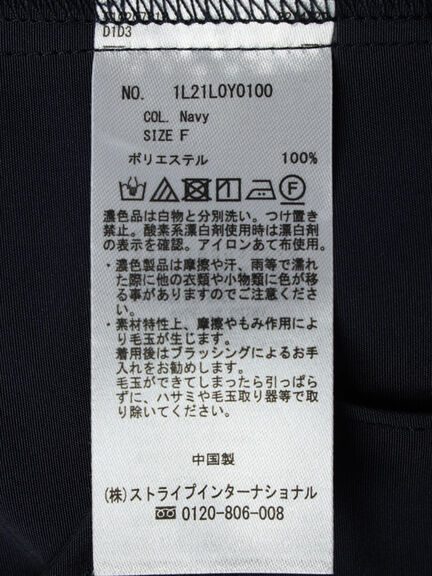 D1D3
NO. 1L21L0Y0100
COL. Navy
SIZE F
ポリエステル 100%
F
濃色品は白物と分別洗い。つけ置き
禁止。酸素系漂白剤使用時は漂白剤
の表示を確認。アイロンあて布使用。
・濃色製品は摩擦や汗、雨等で濡れ
た際に他の衣類や小物類に色が移
る事がありますのでご注意くださ
い。
・素材特性上、摩擦やもみ作用によ
り毛玉が生じます。
着用後はブラッシングによるお手
入れをお勧めします。
毛玉ができてしまったら引っぱら
ずに、ハサミや毛玉取り器等で取
り除いてください。
中国製
(株)ストライプインターナショナル
0120-806-008